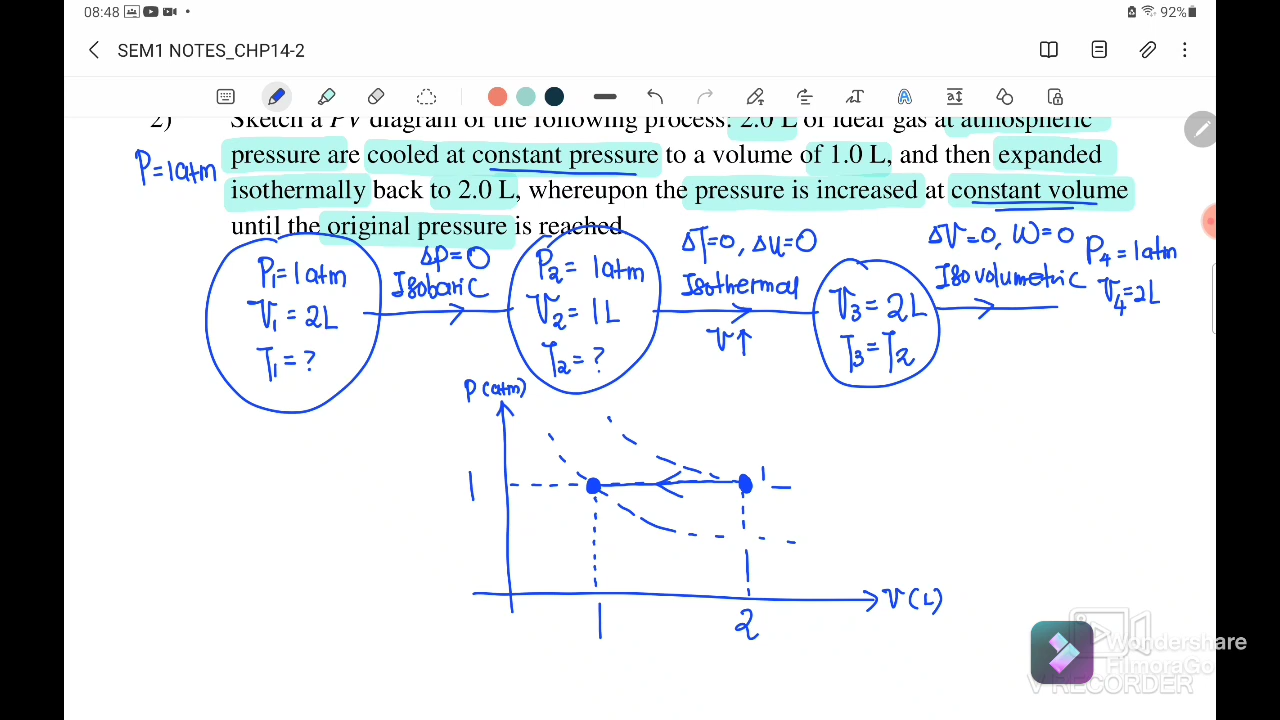 08:48
92%
SEM1 NOTES_CHP14-2
2) Sketch a PV diagram of the following process: 2.0 L of ideal gas at atmospheric
P=1atm pressure are cooled at constant pressure to a volume of 1.0 L, and then expanded
isothermally back to 2.0 L, whereupon the pressure is increased at constant volume
until the original pressure is reached
P₁=1atm
V₁ = 2L
T₁ = ?
ΔP=0
Isobaric
P₂= 1atm
V₂= 1L
T₂= ?
ΔT=0, ΔU=0
Isothermal
V↑
V₃= 2L
T₃=T₂
ΔV=0, W=0
Isovolumetric
P₄=1atm
V₄=2L
P(atm)
1
1
2
V(L)
Wondershare
FilmoraGo
V RECORDER